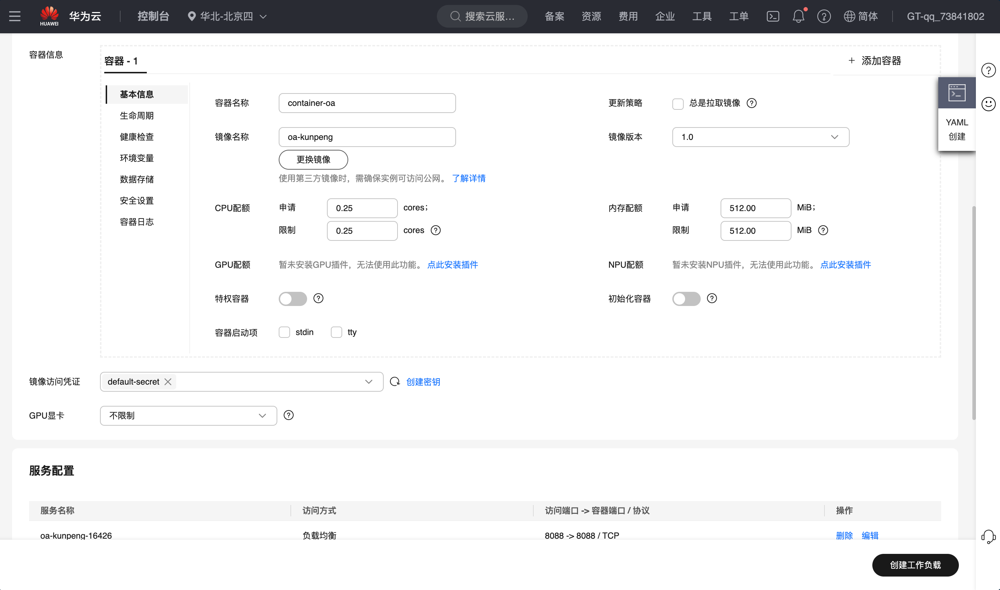 HUAWEI 华为云 控制台 华北-北京四 搜索云服... 备案 资源 费用 企业 工具 工单 简体 GT-qq_73841802
容器信息
容器 - 1
+ 添加容器
基本信息
生命周期
健康检查
环境变量
数据存储
安全设置
容器日志
容器名称 container-oa 更新策略 总是拉取镜像
镜像名称 oa-kunpeng 镜像版本 1.0
更换镜像
使用第三方镜像时，需确保实例可访问公网。 了解详情
CPU配额 申请 0.25 cores； 内存配额 申请 512.00 MiB；
限制 0.25 cores 限制 512.00 MiB
GPU配额 暂未安装GPU插件，无法使用此功能。 点此安装插件 NPU配额 暂未安装NPU插件，无法使用此功能。 点此安装插件
特权容器 初始化容器
容器启动项 stdin tty
YAML
创建
镜像访问凭证 default-secret 创建密钥
GPU显卡 不限制
服务配置
服务名称 访问方式 访问端口 -> 容器端口 / 协议 操作
oa-kunpeng-16426 负载均衡 8088 -> 8088 / TCP 删除 编辑
创建工作负载